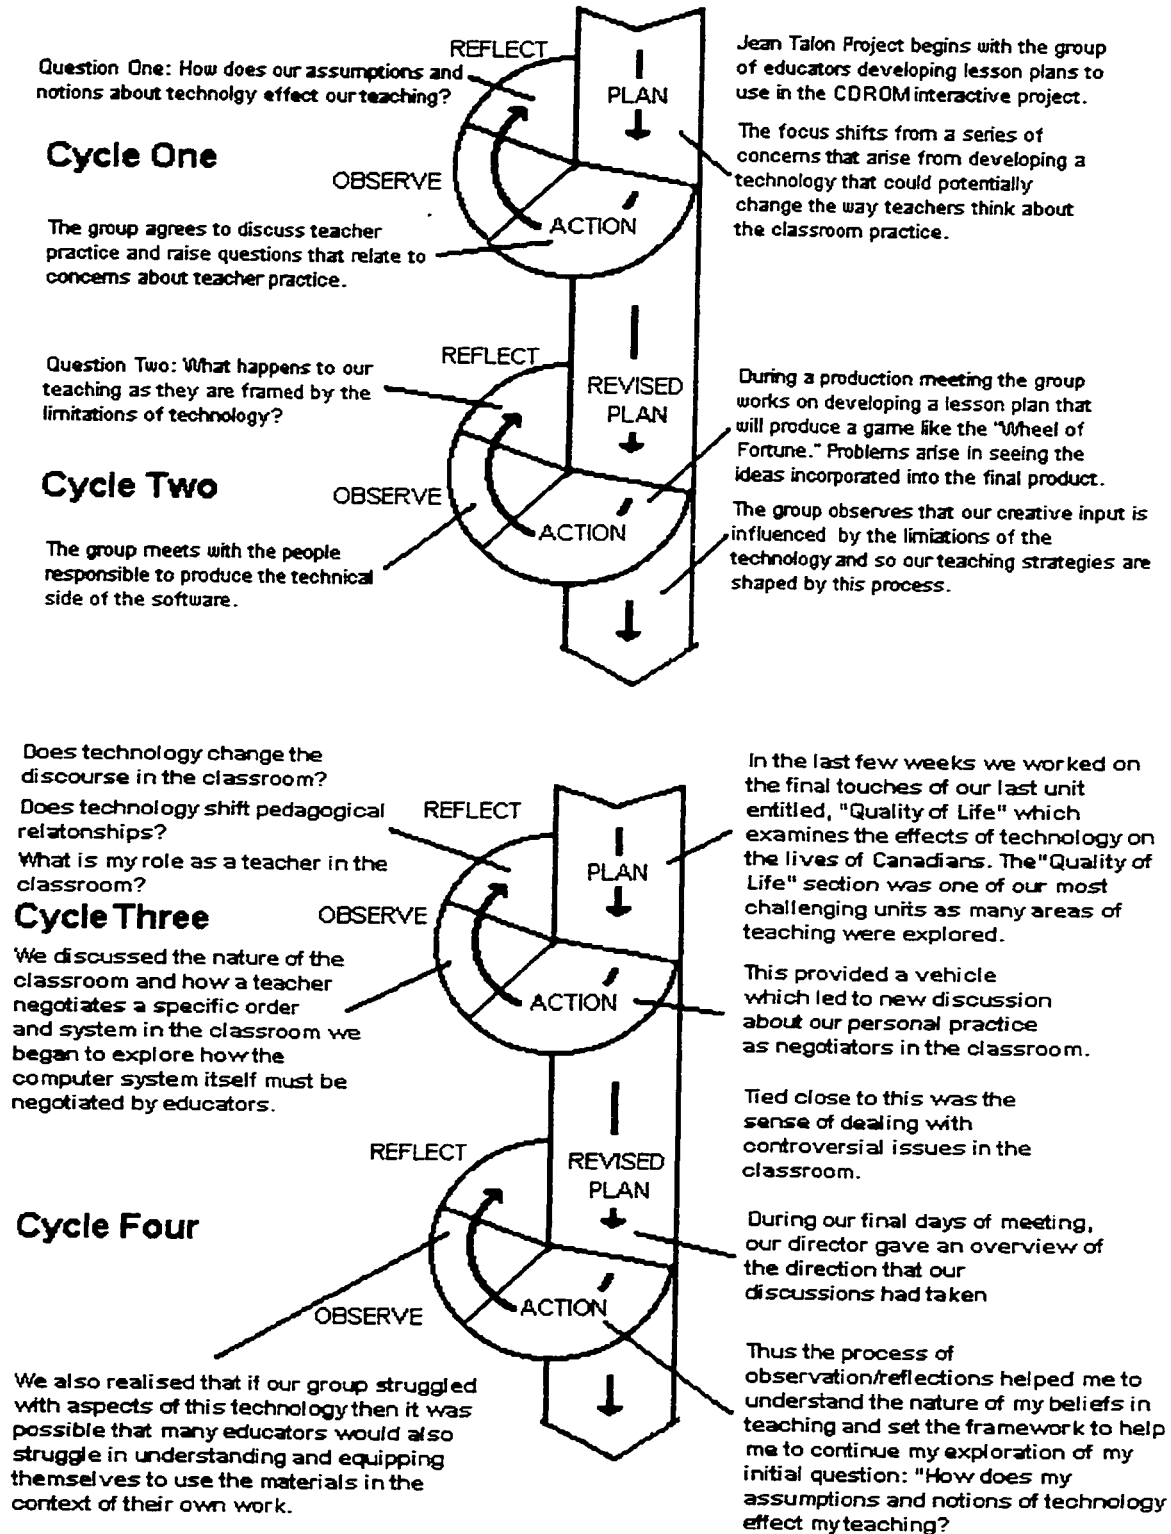 REFLECT
Question One: How does our assumptions and
notions about technolgy effect our teaching?
PLAN
Jean Talon Project begins with the group
of educators developing lesson plans to
use in the CDROM interactive project.
The focus shifts from a series of
concerns that arise from developing a
technology that could potentially
change the way teachers think about
the classroom practice.
Cycle One
OBSERVE
ACTION
The group agrees to discuss teacher
practice and raise questions that relate to
concerns about teacher practice.
REFLECT
Question Two: What happens to our
teaching as they are framed by the
limitations of technology?
REVISED
PLAN
During a production meeting the group
works on developing a lesson plan that
will produce a game like the "Wheel of
Fortune." Problems arise in seeing the
ideas incorporated into the final product.
Cycle Two
OBSERVE
ACTION
The group observes that our creative input is
influenced by the limiations of the
technology and so our teaching strategies are
shaped by this process.
The group meets with the people
responsible to produce the technical
side of the software.
Does technology change the
discourse in the classroom?
Does technology shift pedagogical
relatonships?
What is my role as a teacher in the
classroom?
REFLECT
PLAN
In the last few weeks we worked on
the final touches of our last unit
entitled, "Quality of Life" which
examines the effects of technology on
the lives of Canadians. The "Quality of
Life" section was one of our most
challenging units as many areas of
teaching were explored.
Cycle Three
OBSERVE
ACTION
We discussed the nature of the
classroom and how a teacher
negotiates a specific order
and system in the classroom we
began to explore how the
computer system itself must be
negotiated by educators.
This provided a vehicle
which led to new discussion
about our personal practice
as negotiators in the classroom.
Tied close to this was the
sense of dealing with
controversial issues in the
classroom.
REFLECT
REVISED
PLAN
Cycle Four
During our final days of meeting,
our director gave an overview of
the direction that our
discussions had taken
OBSERVE
ACTION
We also realised that if our group struggled
with aspects of this technology then it was
possible that many educators would also
struggle in understanding and equipping
themselves to use the materials in the
context of their own work.
Thus the process of
observation/reflections helped me to
understand the nature of my beliefs in
teaching and set the framework to help
me to continue my exploration of my
initial question: "How does my
assumptions and notions of technology
effect my teaching?